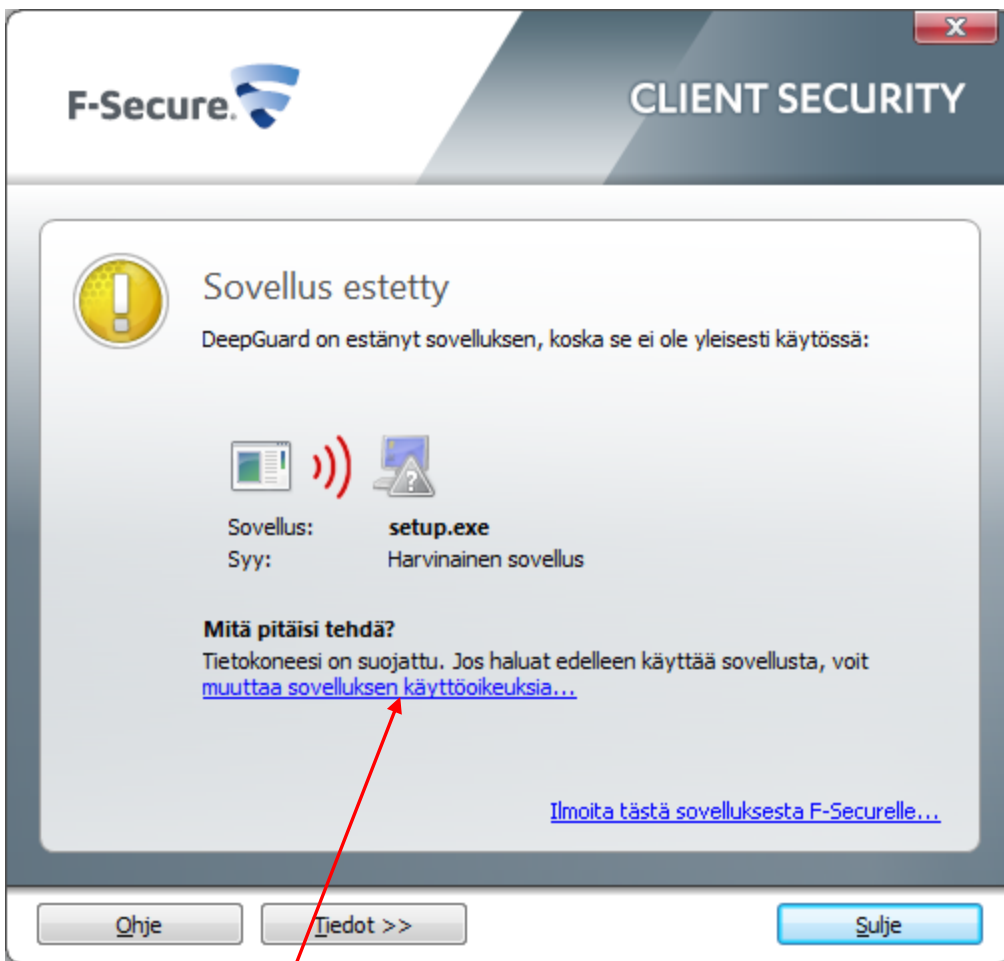 F-Secure.
CLIENT SECURITY
Sovellus estetty
DeepGuard on estänyt sovelluksen, koska se ei ole yleisesti käytössä:
Sovellus: setup.exe
Syy: Harvinainen sovellus
Mitä pitäisi tehdä?
Tietokoneesi on suojattu. Jos haluat edelleen käyttää sovellusta, voit
muuttaa sovelluksen käyttöoikeuksia...
Ilmoita tästä sovelluksesta F-Securelle...
Ohje
Tiedot >>
Sulje